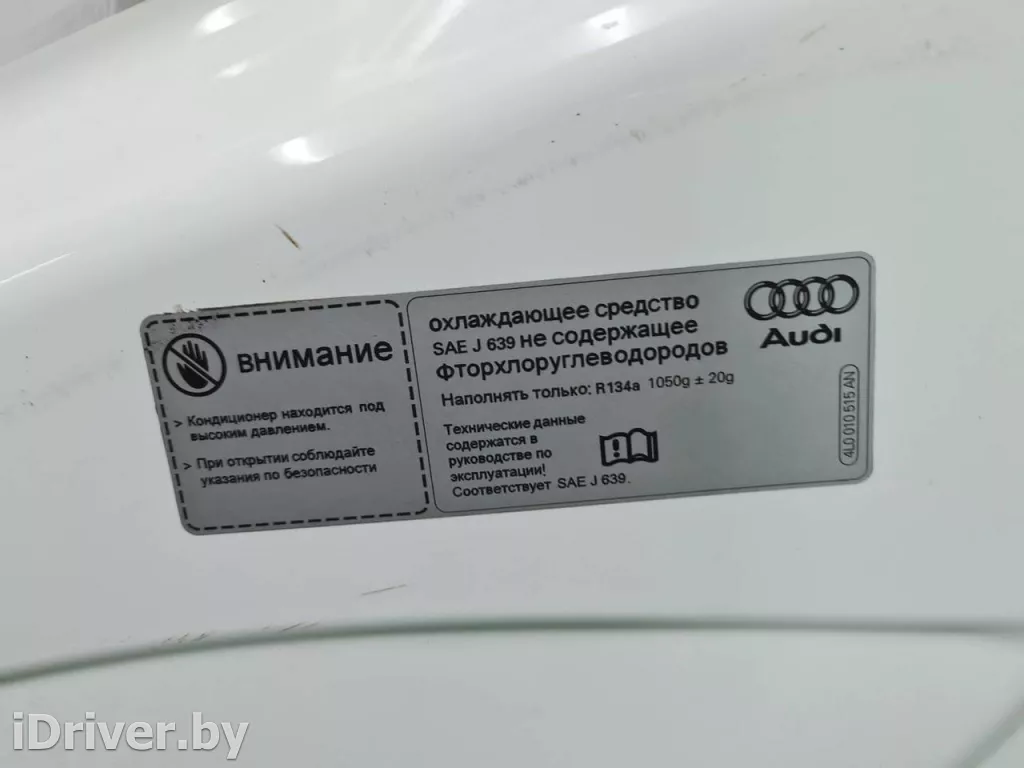 ВНИМАНИЕ
> Кондиционер находится под
высоким давлением.
> При открытии соблюдайте
указания по безопасности
охлаждающее средство
SAE J 639 не содержащее
фторхлоруглеводородов
Наполнять только: R134a 1050g ± 20g
Технические данные
содержатся в
руководстве по
эксплуатации!
Соответствует SAE J 639.
Audi
4L0 010 515 AN
iDriver.by